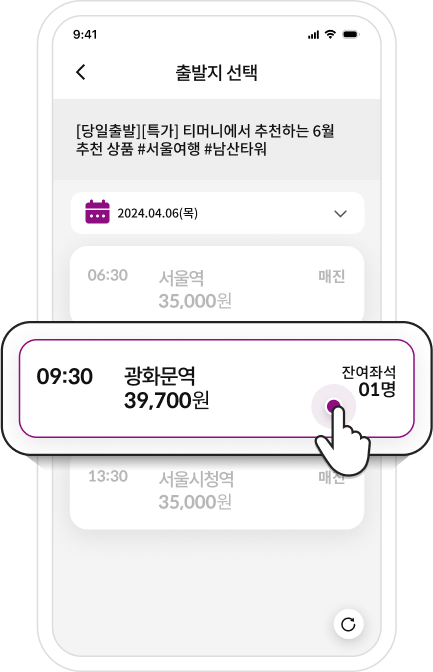 9:41
출발지 선택
[당일출발][특가] 티머니에서 추천하는 6월
추천 상품 #서울여행 #남산타워
2024.04.06(목)
06:30 서울역 매진
35,000원
09:30 광화문역 잔여좌석
39,700원 01명
13:30 서울시청역 매진
35,000원